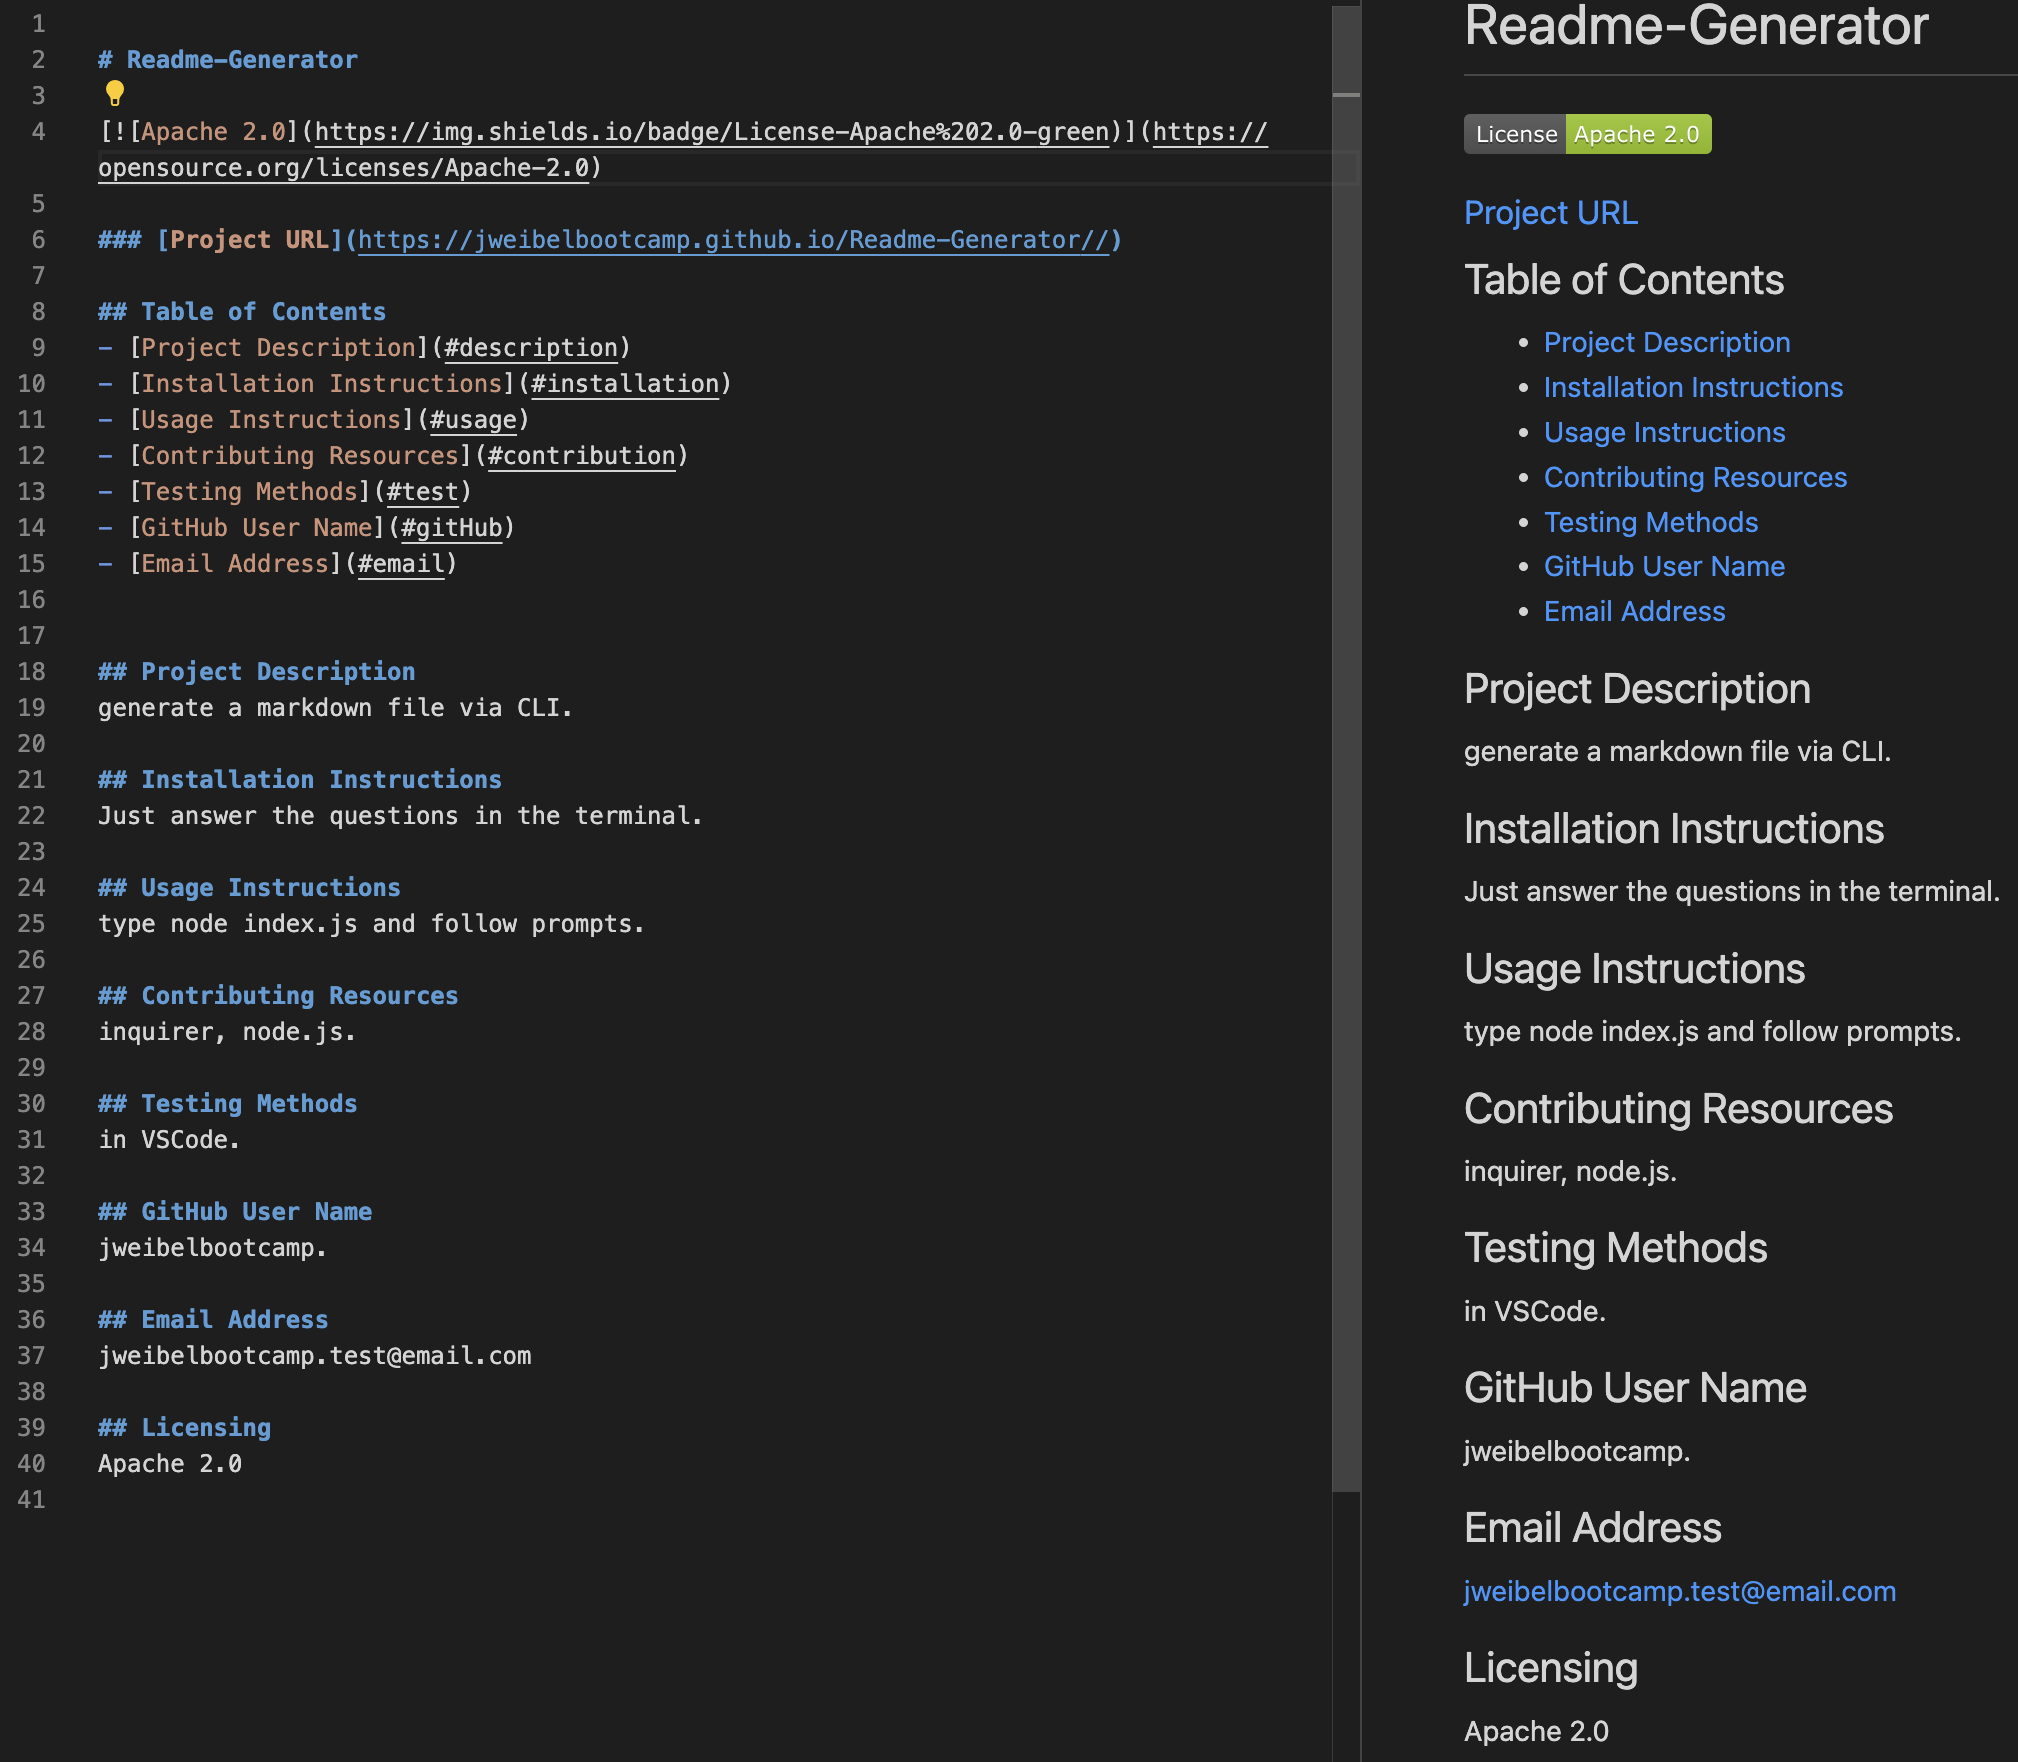 1
2 # Readme-Generator
3
4 [![Apache 2.0](https://img.shields.io/badge/License-Apache%202.0-green)](https://
opensource.org/licenses/Apache-2.0)
5
6 ### [Project URL](https://jweibelbootcamp.github.io/Readme-Generator//)
7
8 ## Table of Contents
9 - [Project Description](#description)
10 - [Installation Instructions](#installation)
11 - [Usage Instructions](#usage)
12 - [Contributing Resources](#contribution)
13 - [Testing Methods](#test)
14 - [GitHub User Name](#gitHub)
15 - [Email Address](#email)
16
17
18 ## Project Description
19 generate a markdown file via CLI.
20
21 ## Installation Instructions
22 Just answer the questions in the terminal.
23
24 ## Usage Instructions
25 type node index.js and follow prompts.
26
27 ## Contributing Resources
28 inquirer, node.js.
29
30 ## Testing Methods
31 in VSCode.
32
33 ## GitHub User Name
34 jweibelbootcamp.
35
36 ## Email Address
37 jweibelbootcamp.test@email.com
38
39 ## Licensing
40 Apache 2.0
41
Readme-Generator
License Apache 2.0
Project URL
Table of Contents
• Project Description
• Installation Instructions
• Usage Instructions
• Contributing Resources
• Testing Methods
• GitHub User Name
• Email Address
Project Description
generate a markdown file via CLI.
Installation Instructions
Just answer the questions in the terminal.
Usage Instructions
type node index.js and follow prompts.
Contributing Resources
inquirer, node.js.
Testing Methods
in VSCode.
GitHub User Name
jweibelbootcamp.
Email Address
jweibelbootcamp.test@email.com
Licensing
Apache 2.0